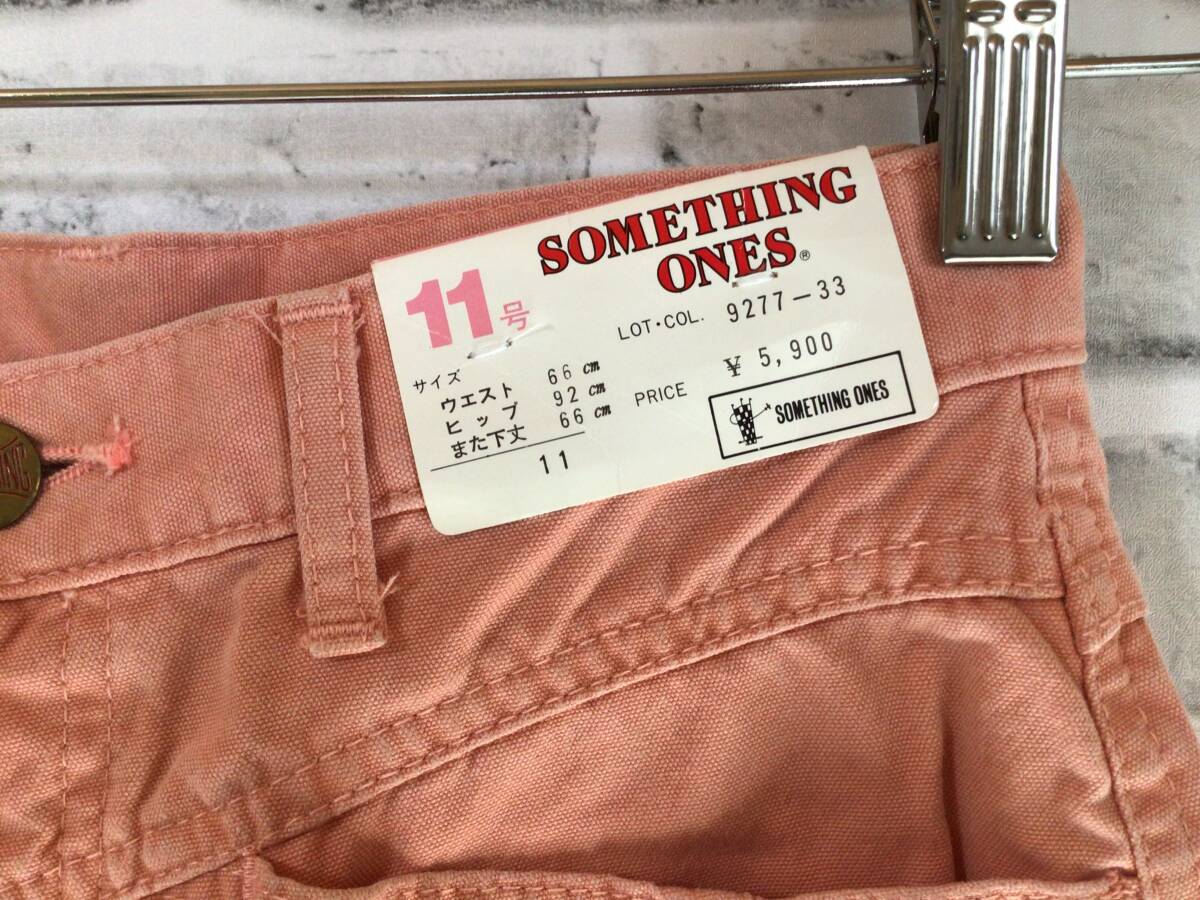 SOMETHING
ONES®
11号
LOT・COL. 9277-33
サイズ
ウエスト 66 cm
ヒップ 92 cm
また下丈 66 cm
11
PRICE ¥ 5,900
SOMETHING ONES